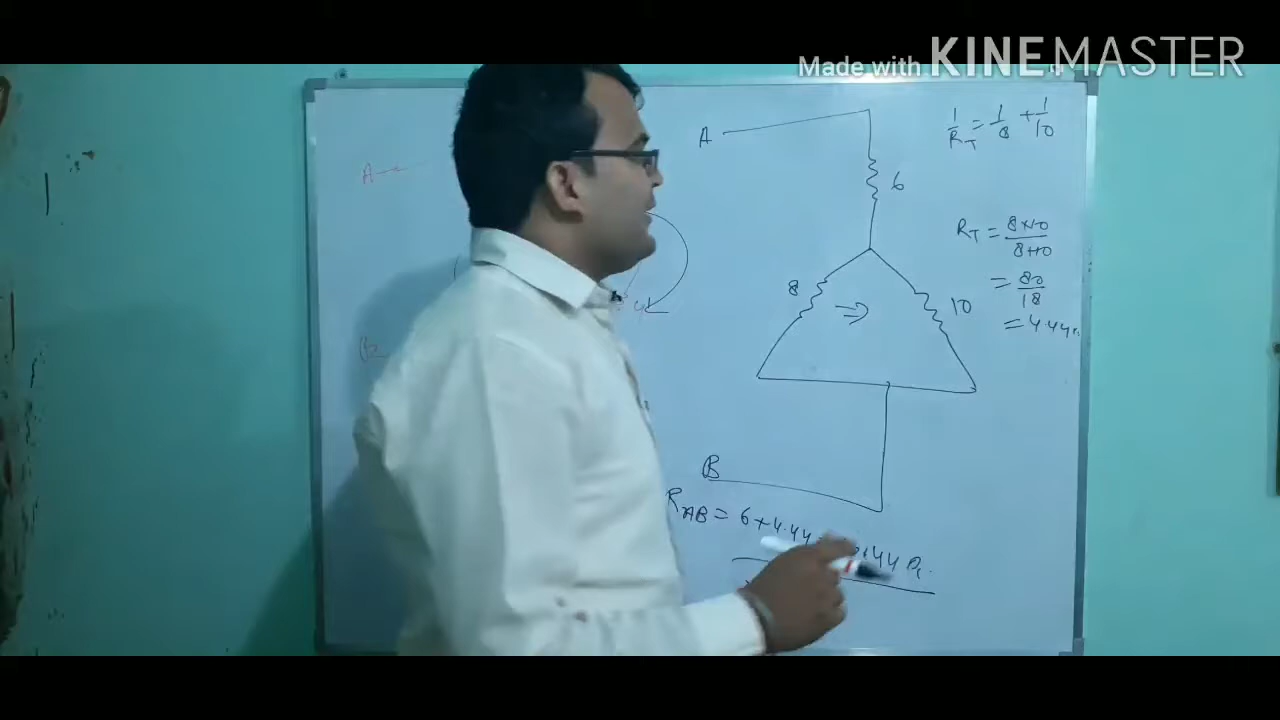 Made with KINEMASTER
A
A
6
8
10
B
1/RT = 1/8 + 1/10
RT = 8×10/8+10
= 80/18
= 4.44Ω
RAB = 6+4.44
.44 Ω